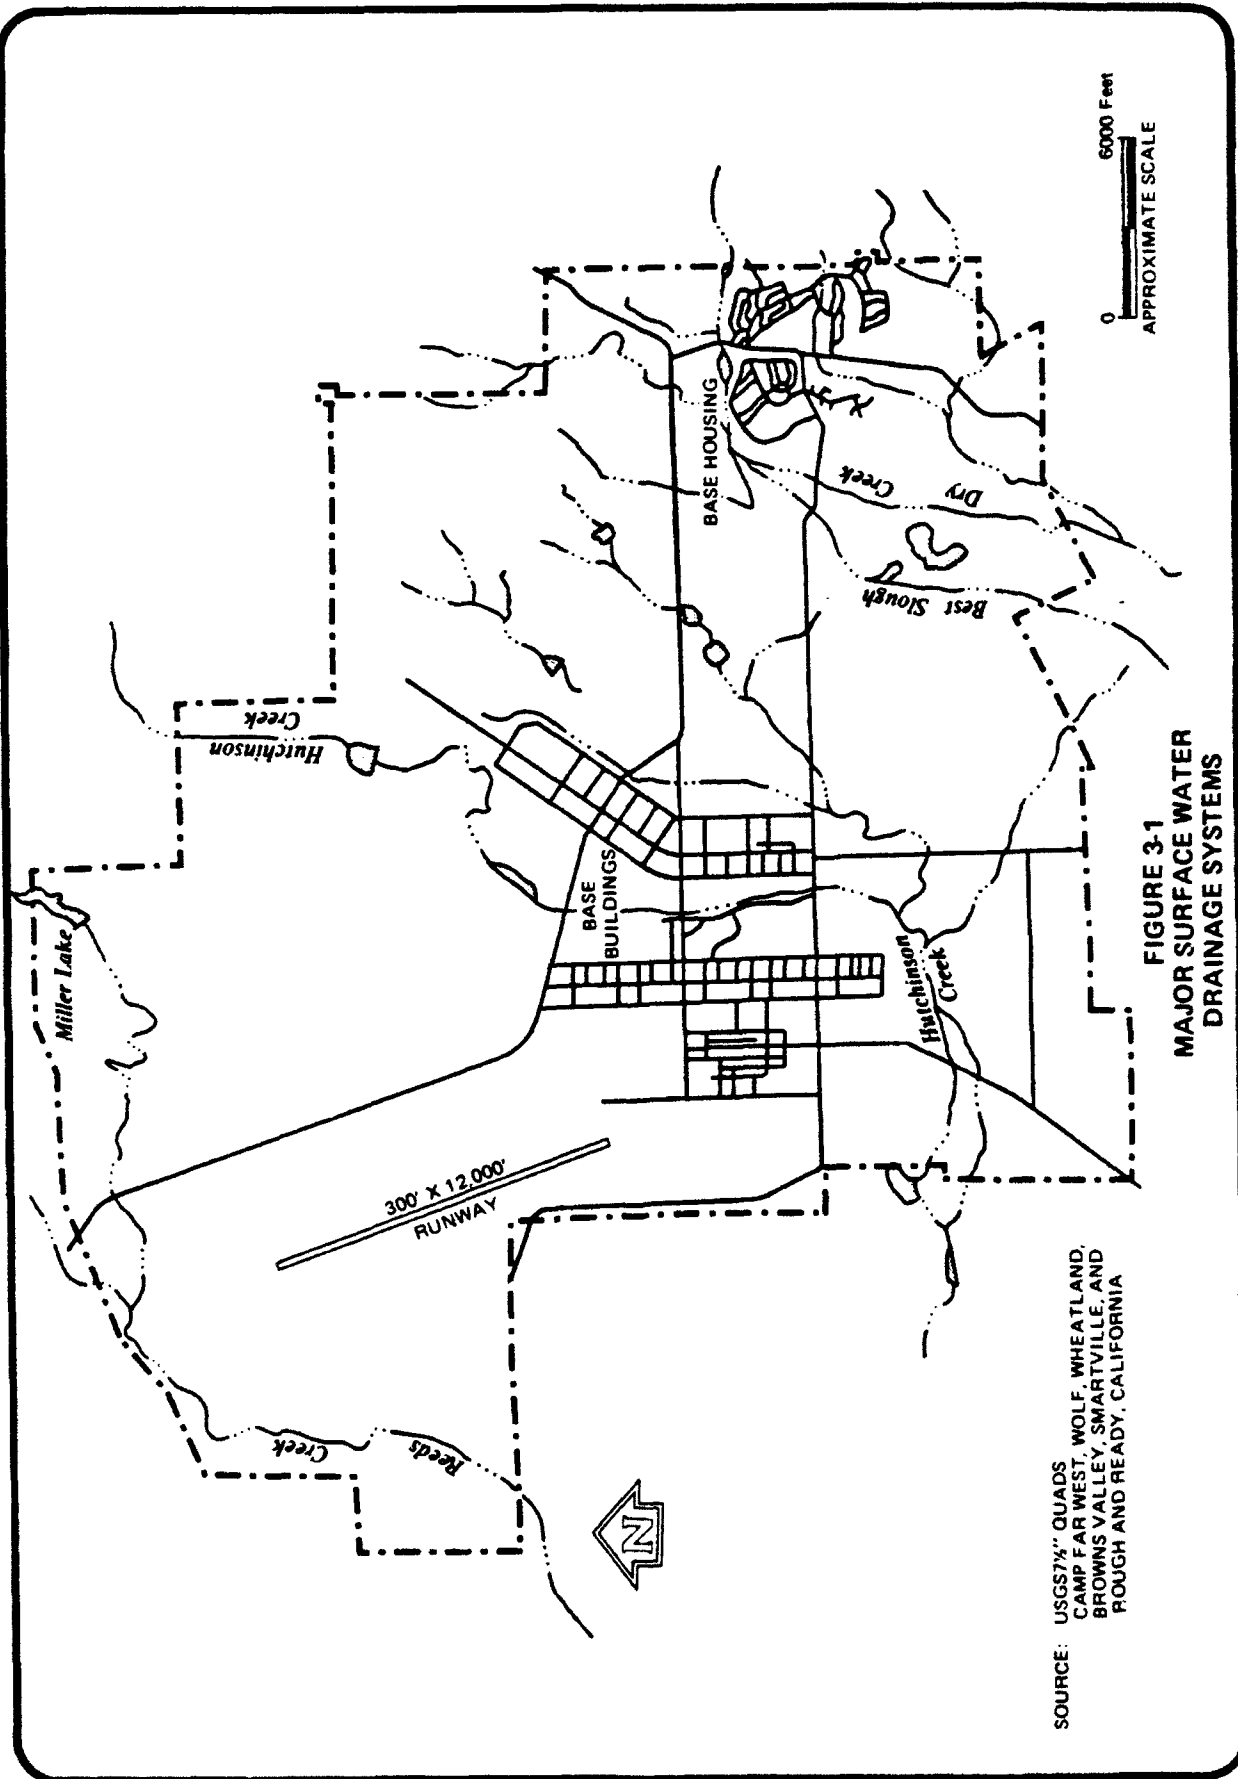 Miller Lake
Hutchinson
Creek
300' X 12,000'
RUNWAY
Creek
Reeds
BASE
BUILDINGS
BASE HOUSING
Creek
Dry
Best
Slough
Hutchinson
Creek
N
0
6000 Feet
APPROXIMATE SCALE
SOURCE: USGS7½" QUADS
CAMP FAR WEST, WOLF, WHEATLAND,
BROWNS VALLEY, SMARTVILLE, AND
ROUGH AND READY, CALIFORNIA
FIGURE 3-1
MAJOR SURFACE WATER
DRAINAGE SYSTEMS